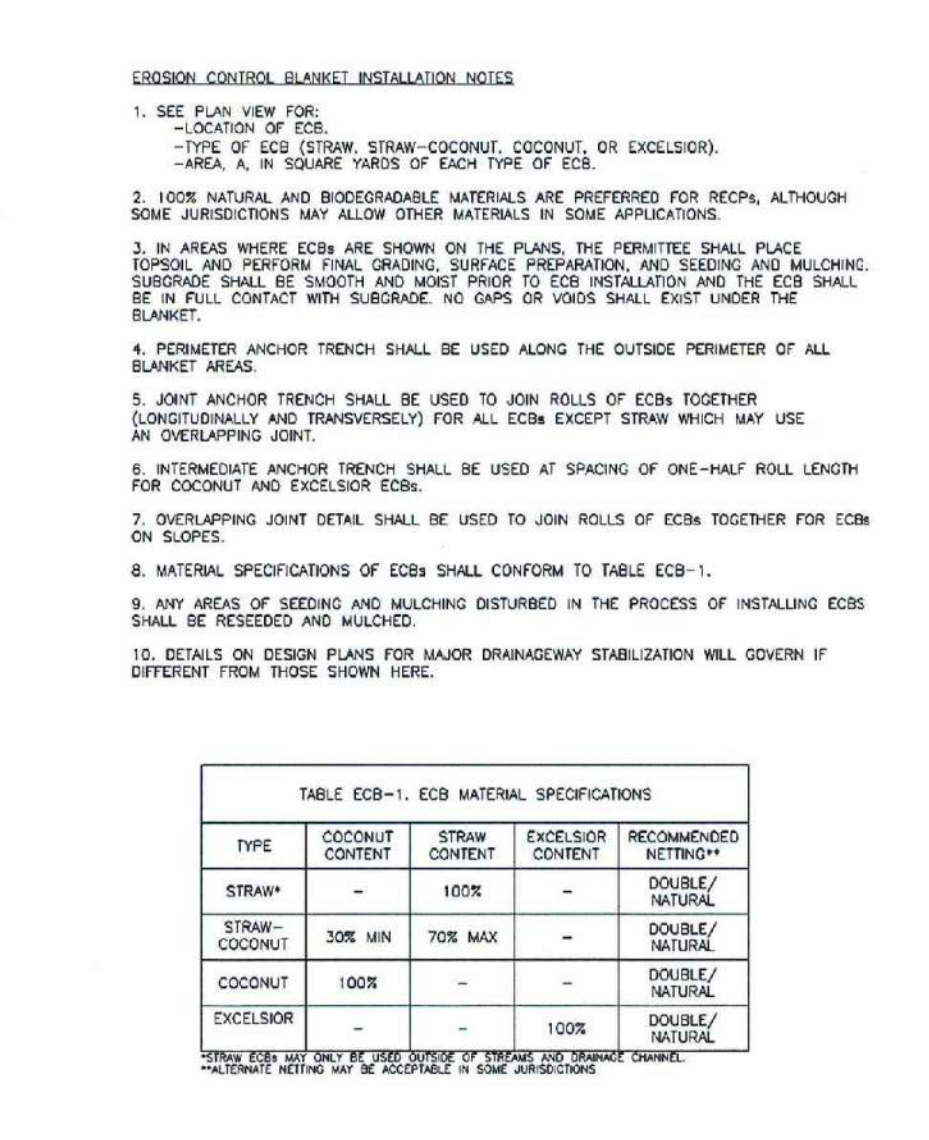 EROSION CONTROL BLANKET INSTALLATION NOTES
1. SEE PLAN VIEW FOR:
-LOCATION OF ECB.
-TYPE OF ECB (STRAW, STRAW-COCONUT, COCONUT, OR EXCELSIOR).
-AREA, A, IN SQUARE YARDS OF EACH TYPE OF ECB.
2. 100% NATURAL AND BIODEGRADABLE MATERIALS ARE PREFERRED FOR RECPs, ALTHOUGH
SOME JURISDICTIONS MAY ALLOW OTHER MATERIALS IN SOME APPLICATIONS.
3. IN AREAS WHERE ECBs ARE SHOWN ON THE PLANS, THE PERMITTEE SHALL PLACE
TOPSOIL AND PERFORM FINAL GRADING, SURFACE PREPARATION, AND SEEDING AND MULCHING.
SUBGRADE SHALL BE SMOOTH AND MOIST PRIOR TO ECB INSTALLATION AND THE ECB SHALL
BE IN FULL CONTACT WITH SUBGRADE. NO GAPS OR VOIDS SHALL EXIST UNDER THE
BLANKET.
4. PERIMETER ANCHOR TRENCH SHALL BE USED ALONG THE OUTSIDE PERIMETER OF ALL
BLANKET AREAS.
5. JOINT ANCHOR TRENCH SHALL BE USED TO JOIN ROLLS OF ECBs TOGETHER
(LONGITUDINALLY AND TRANSVERSELY) FOR ALL ECBs EXCEPT STRAW WHICH MAY USE
AN OVERLAPPING JOINT.
6. INTERMEDIATE ANCHOR TRENCH SHALL BE USED AT SPACING OF ONE-HALF ROLL LENGTH
FOR COCONUT AND EXCELSIOR ECBs.
7. OVERLAPPING JOINT DETAIL SHALL BE USED TO JOIN ROLLS OF ECBs TOGETHER FOR ECBs
ON SLOPES.
8. MATERIAL SPECIFICATIONS OF ECBs SHALL CONFORM TO TABLE ECB-1.
9. ANY AREAS OF SEEDING AND MULCHING DISTURBED IN THE PROCESS OF INSTALLING ECBS
SHALL BE RESEEDED AND MULCHED.
10. DETAILS ON DESIGN PLANS FOR MAJOR DRAINAGEWAY STABILIZATION WILL GOVERN IF
DIFFERENT FROM THOSE SHOWN HERE.
TABLE ECB-1. ECB MATERIAL SPECIFICATIONS
TYPE COCONUT CONTENT STRAW CONTENT EXCELSIOR CONTENT RECOMMENDED NETTING**
STRAW* - 100% - DOUBLE/ NATURAL
STRAW- COCONUT 30% MIN 70% MAX - DOUBLE/ NATURAL
COCONUT 100% - - DOUBLE/ NATURAL
EXCELSIOR - - 100% DOUBLE/ NATURAL
*STRAW ECBs MAY ONLY BE USED OUTSIDE OF STREAMS AND DRAINAGE CHANNEL.
**ALTERNATE NETTING MAY BE ACCEPTABLE IN SOME JURISDICTIONS